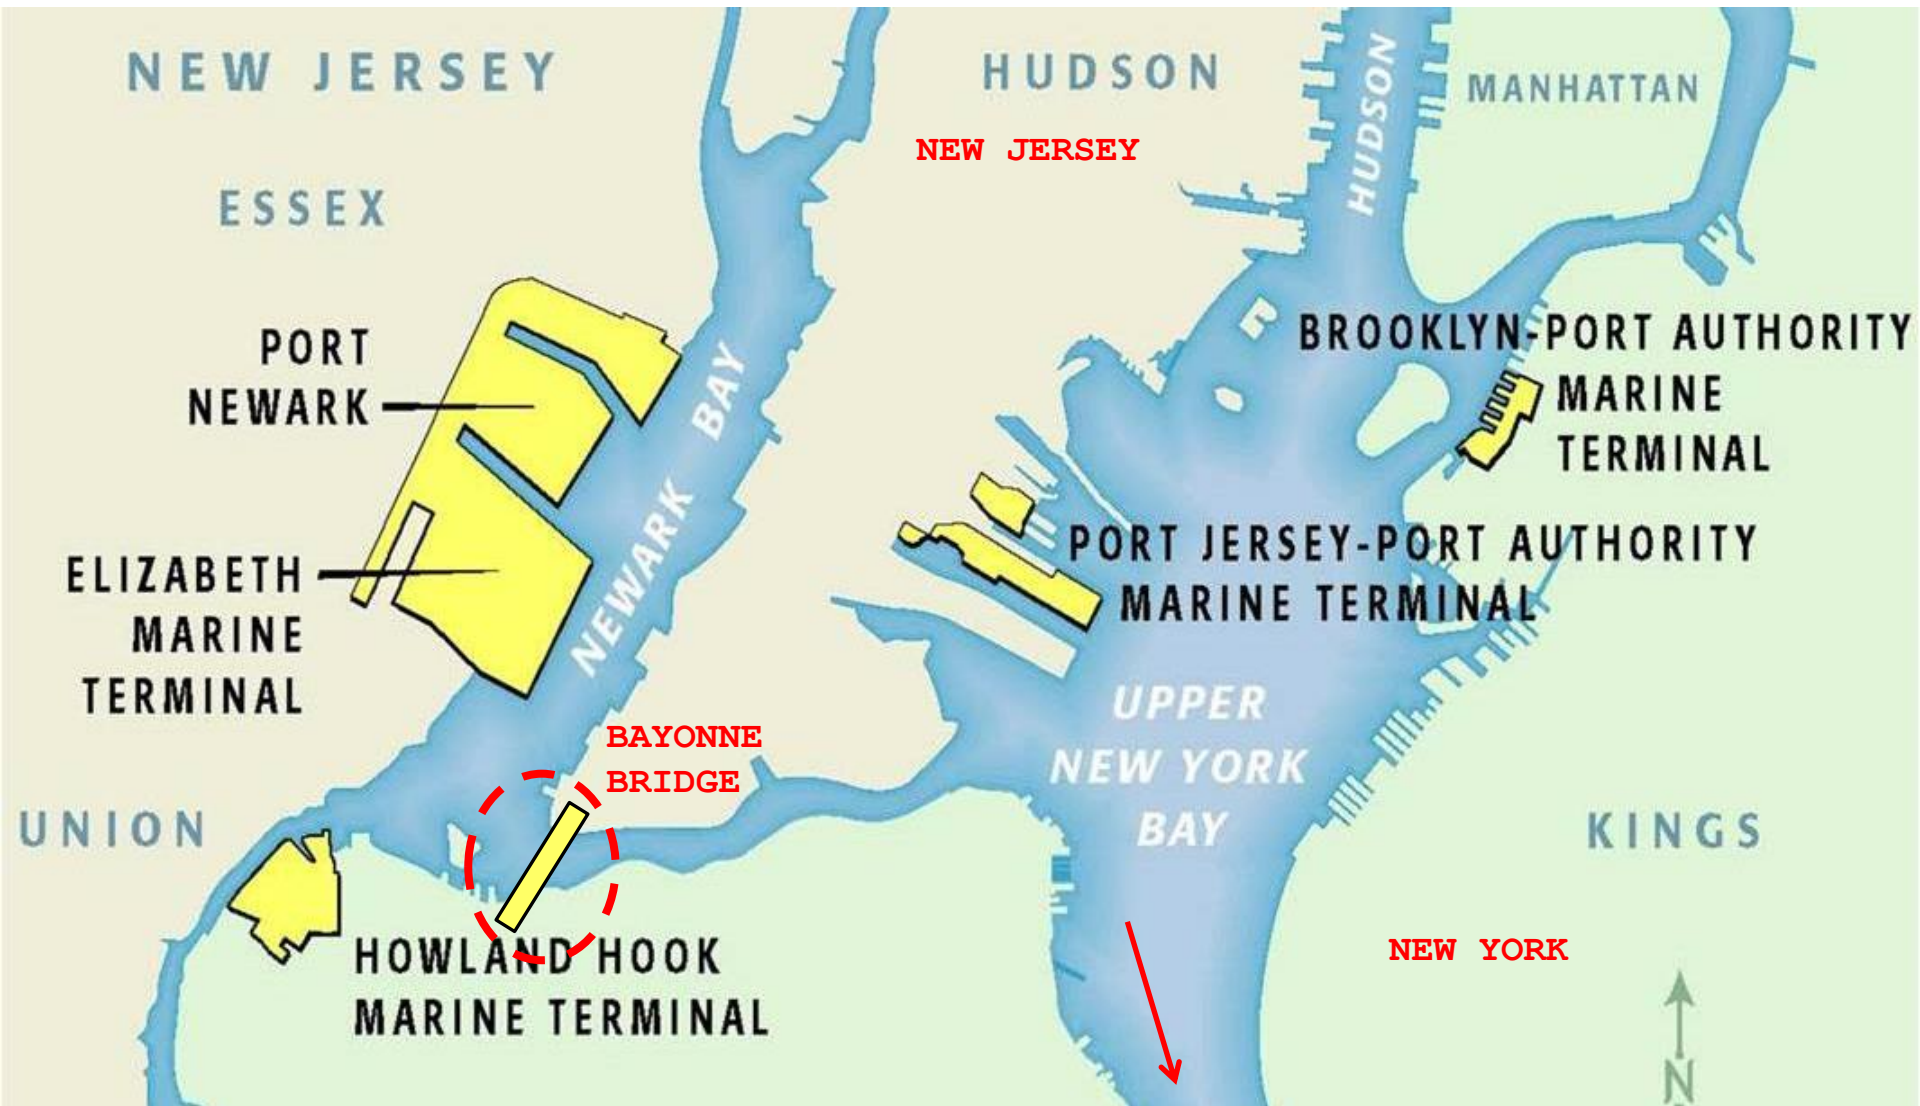 NEW JERSEY
HUDSON
HUDSON
MANHATTAN
NEW JERSEY
ESSEX
PORT
NEWARK
NEWARK BAY
BROOKLYN-PORT AUTHORITY
MARINE
TERMINAL
ELIZABETH
MARINE
TERMINAL
PORT JERSEY-PORT AUTHORITY
MARINE TERMINAL
UPPER
NEW YORK
BAY
BAYONNE
BRIDGE
UNION
KINGS
HOWLAND HOOK
MARINE TERMINAL
NEW YORK
N